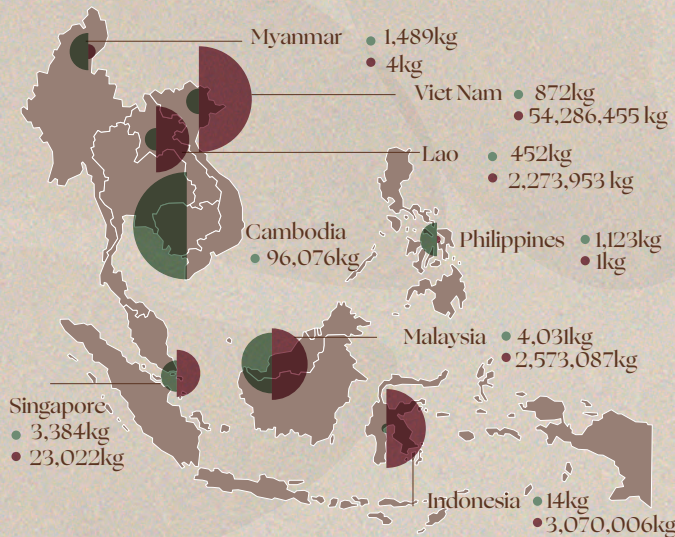 Myanmar
1,489kg
4kg
Viet Nam
872kg
54,286,455 kg
Lao
452kg
2,273,953 kg
Cambodia
96,076kg
Philippines
1,123kg
1kg
Malaysia
4,031kg
2,573,087kg
Singapore
3,384kg
23,022kg
Indonesia
14kg
3,070,006kg